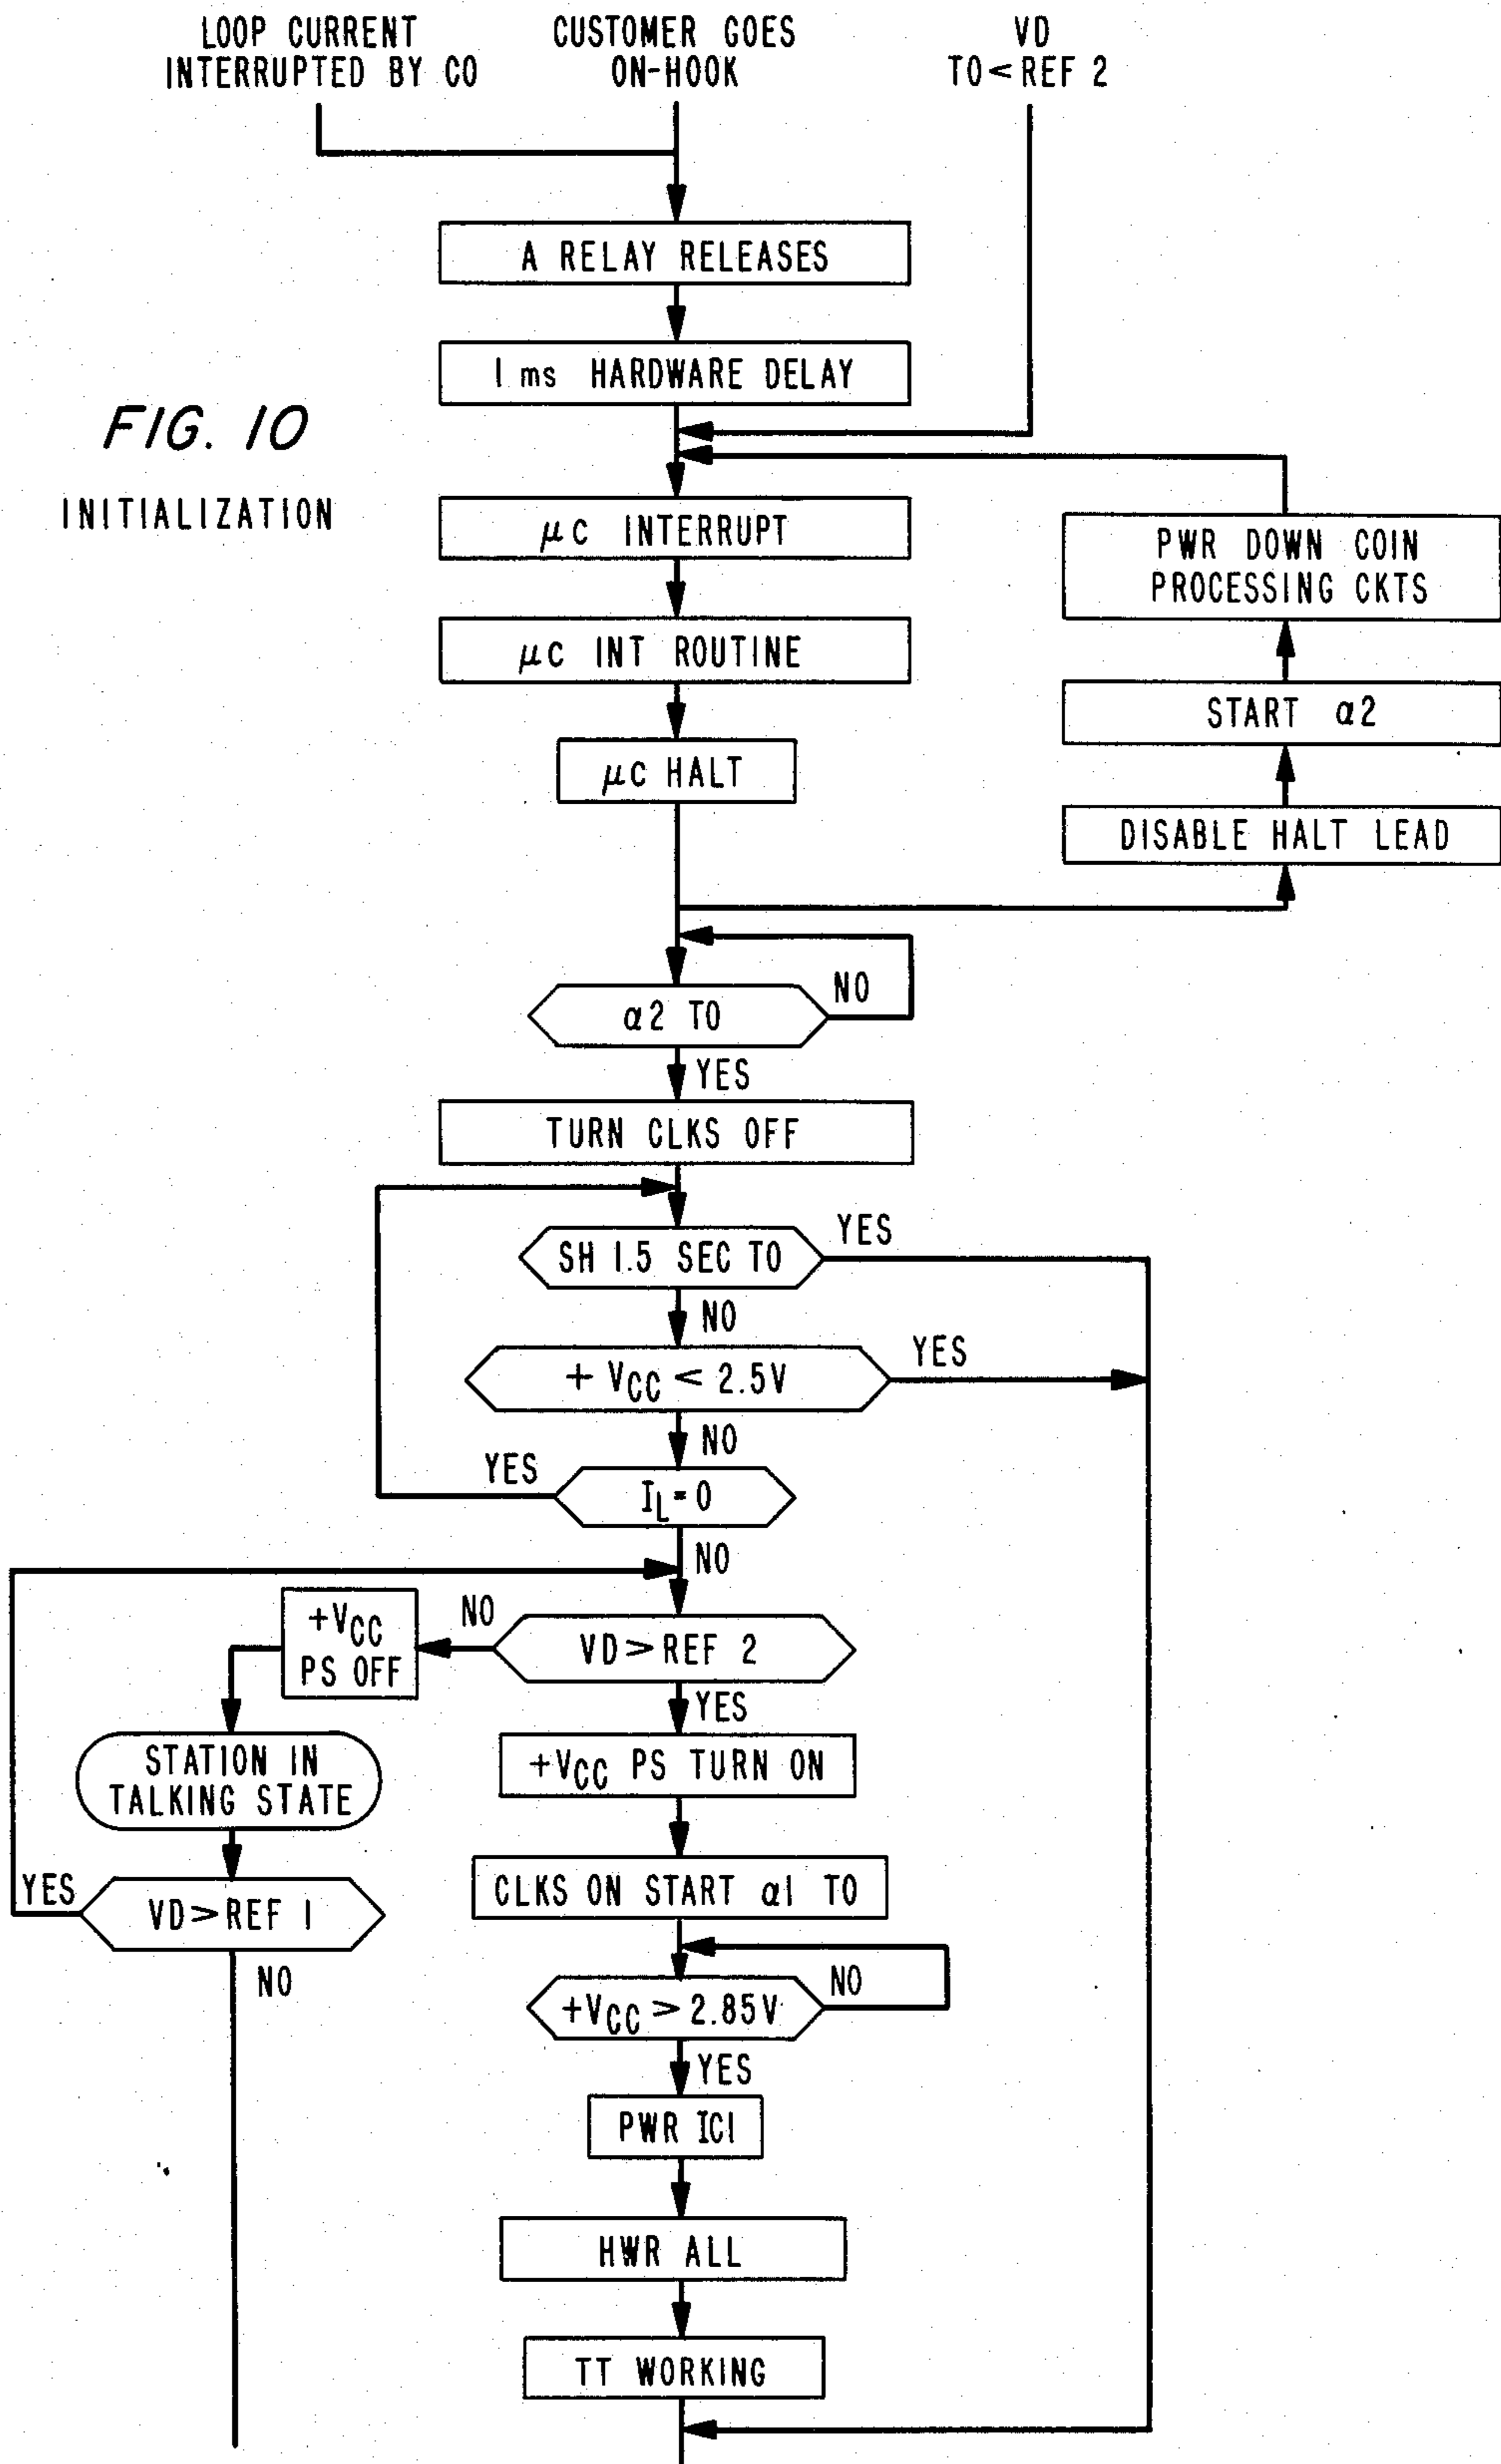 LOOP CURRENT
INTERRUPTED BY CO
CUSTOMER GOES
ON-HOOK
VD
TO < REF 2
A RELAY RELEASES
1 ms HARDWARE DELAY
FIG. 10
INITIALIZATION
μC INTERRUPT
PWR DOWN COIN
PROCESSING CKTS
μC INT ROUTINE
START α2
μC HALT
DISABLE HALT LEAD
α2 TO
NO
YES
TURN CLKS OFF
SH 1.5 SEC TO
YES
NO
+ VCC < 2.5V
YES
NO
YES
IL=0
NO
+VCC
PS OFF
NO
VD > REF 2
YES
STATION IN
TALKING STATE
+VCC PS TURN ON
YES
VD > REF 1
NO
CLKS ON START α1 TO
+VCC > 2.85V
NO
YES
PWR IC1
HWR ALL
TT WORKING